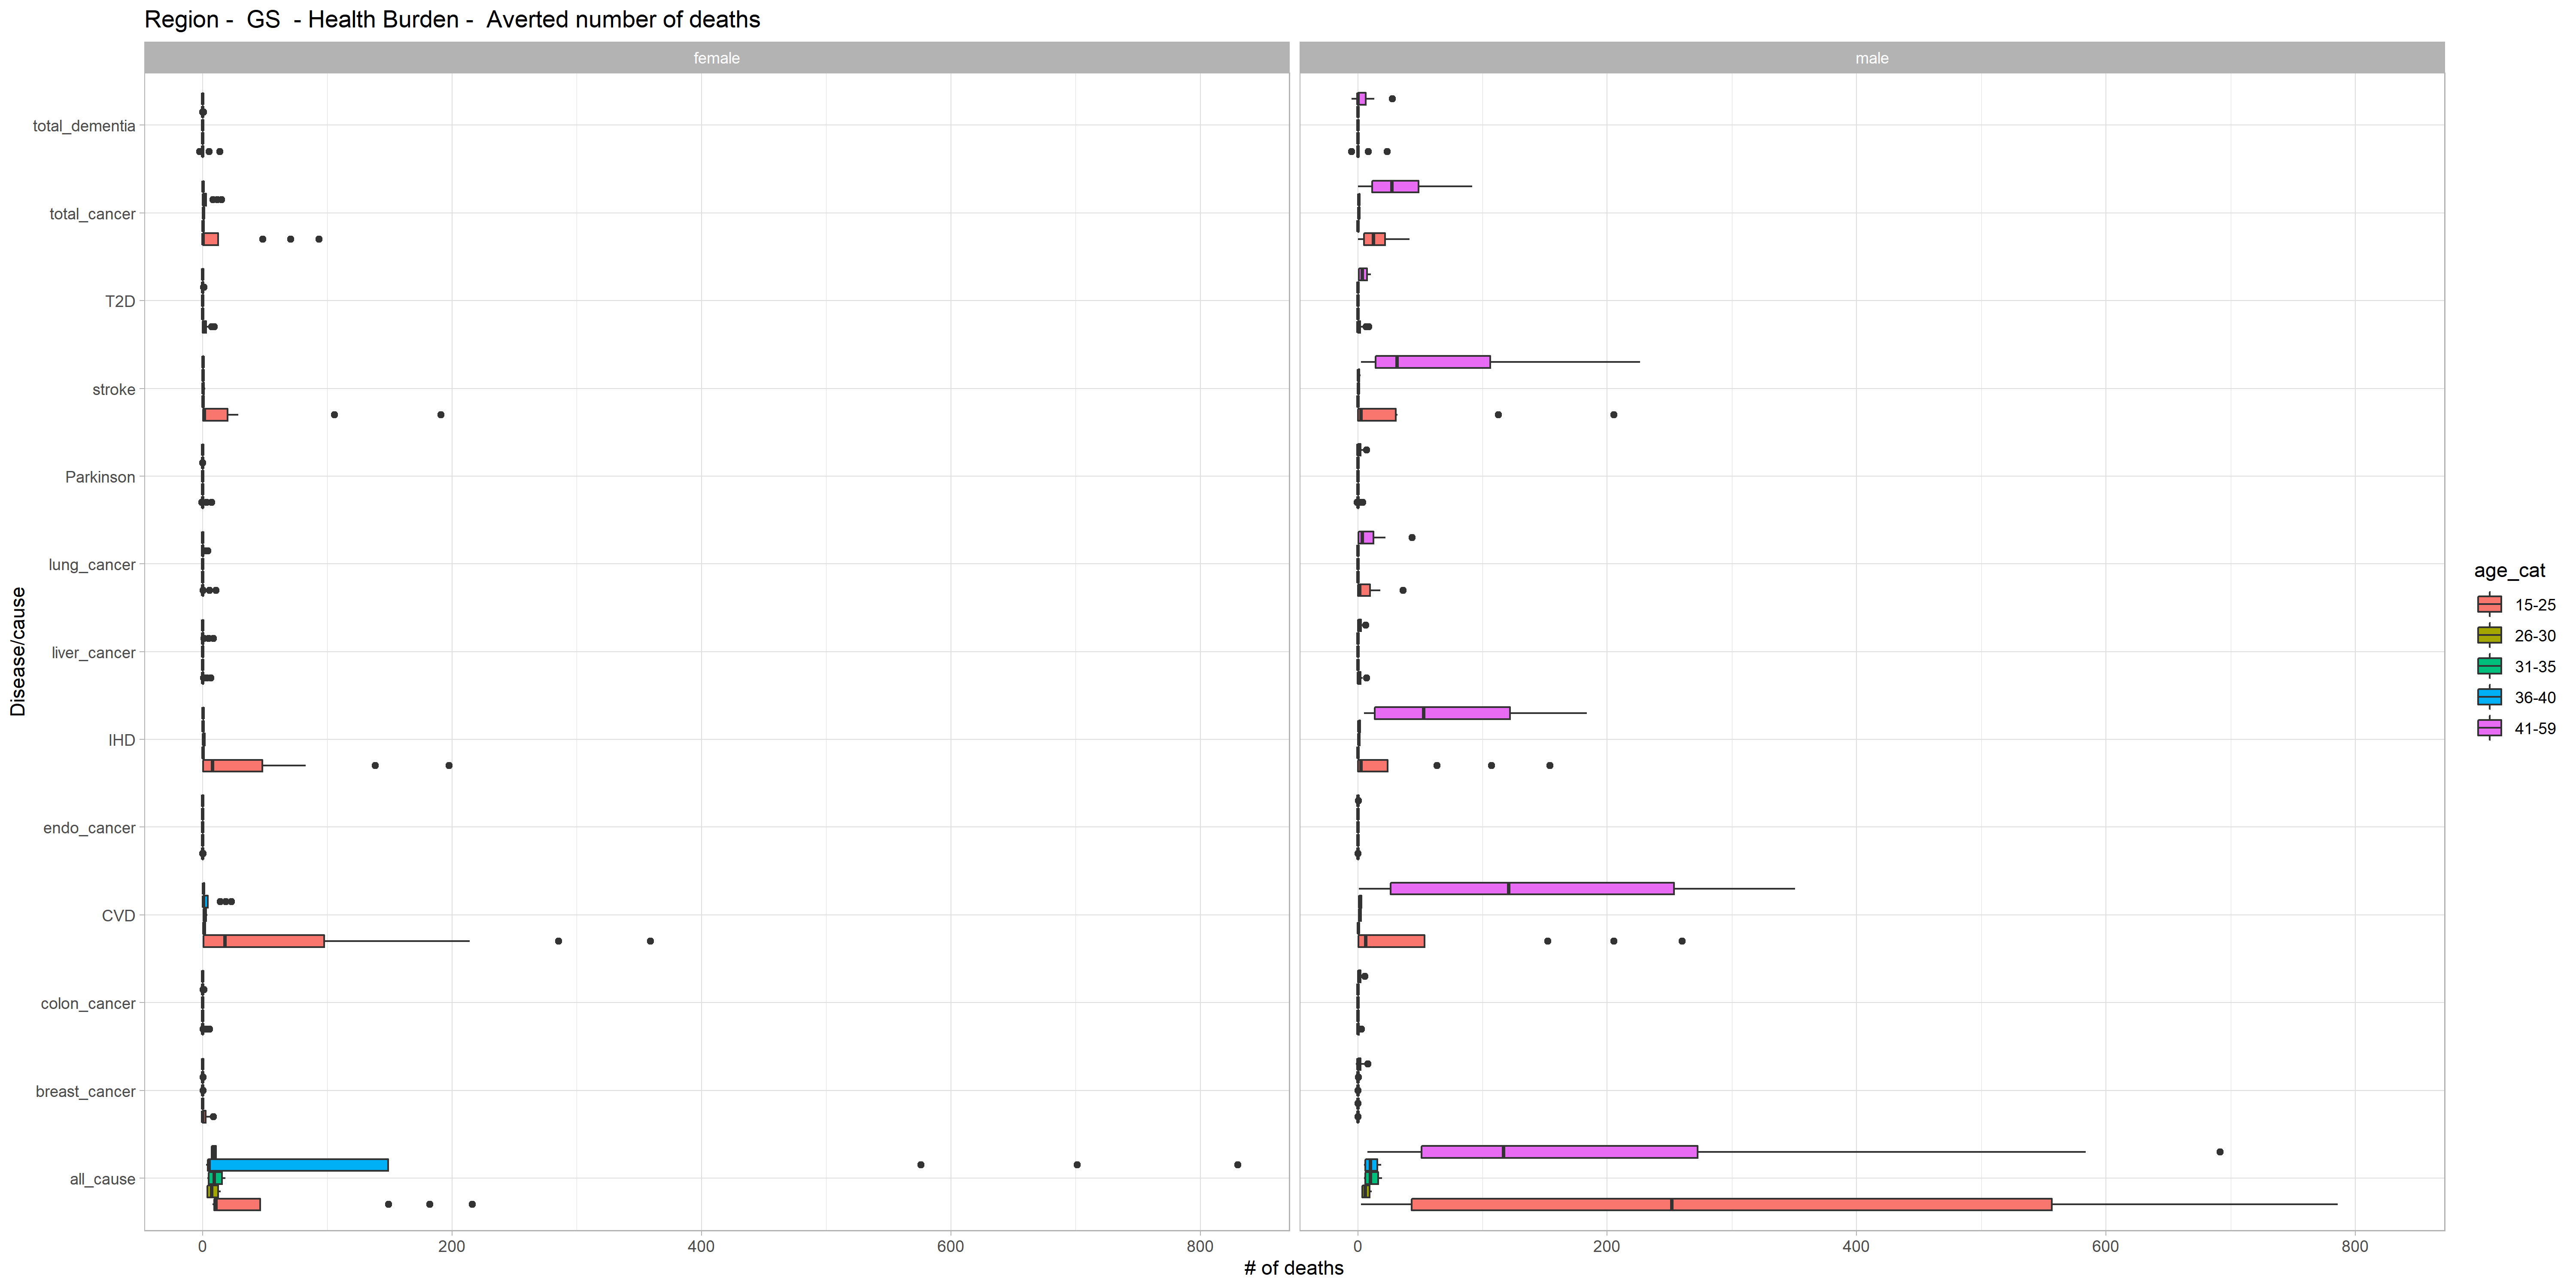 Region -  GS  - Health Burden -  Averted number of deaths
female
male
total_dementia
total_cancer
T2D
stroke
Parkinson
lung_cancer
liver_cancer
IHD
endo_cancer
CVD
colon_cancer
breast_cancer
all_cause
Disease/cause
0 200 400 600 800
0 200 400 600 800
# of deaths
age_cat
15-25
26-30
31-35
36-40
41-59